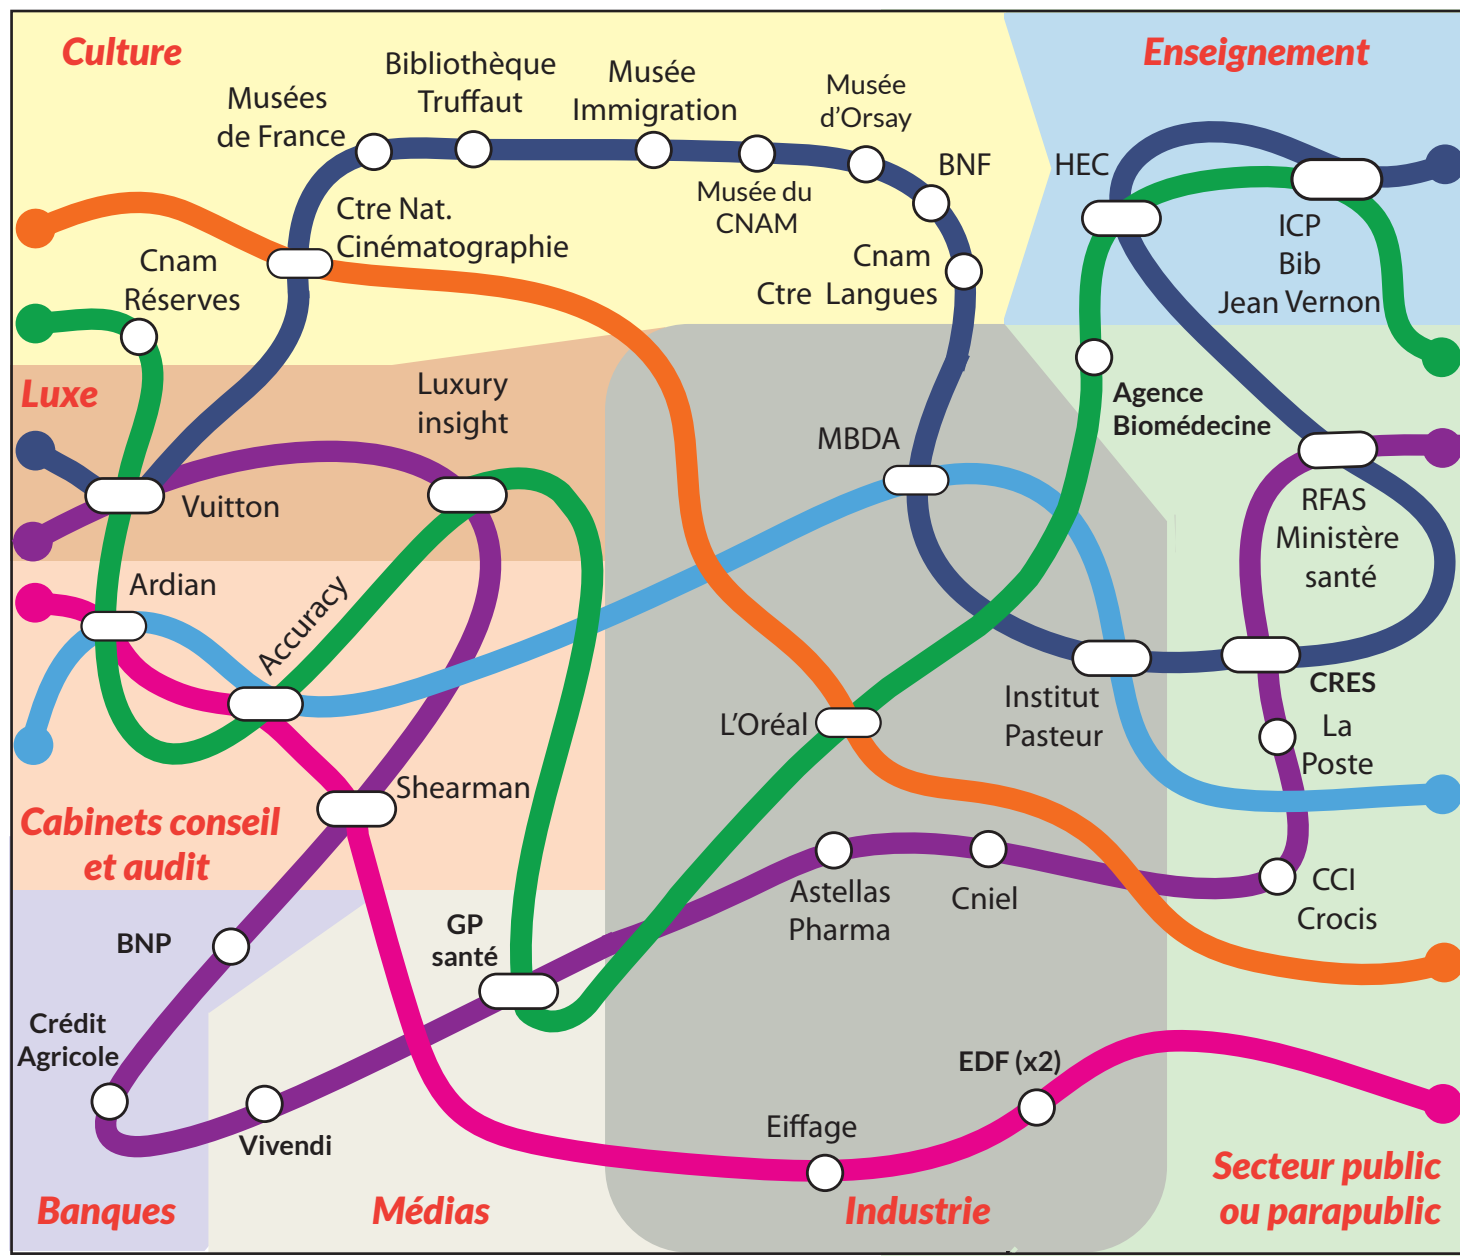 Culture
Enseignement
Bibliothèque
Truffaut
Musée
Immigration
Musée
d'Orsay
Musées
de France
BNF
HEC
Musée du
CNAM
Ctre Nat.
Cinématographie
Cnam
Réserves
Cnam
Ctre Langues
ICP
Bib
Jean Vernon
Luxe
Luxury
insight
Agence
Biomédecine
MBDA
Vuitton
RFAS
Ministère
santé
Ardian
Accuracy
CRES
Institut
Pasteur
L'Oréal
La
Poste
Shearman
Cabinets conseil
et audit
Astellas
Pharma
Cniel
CCI
Crocis
GP
santé
BNP
Crédit
Agricole
EDF (x2)
Eiffage
Vivendi
Secteur public
ou parapublic
Banques
Médias
Industrie